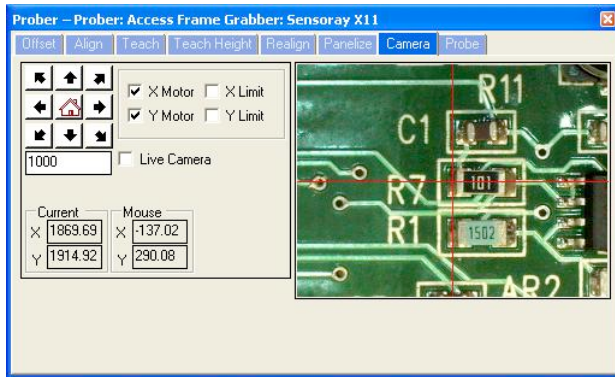 Prober – Prober: Access Frame Grabber: Sensoray X11
Offset Align Teach Teach Height Realign Panelize Camera Probe
X Motor X Limit
Y Motor Y Limit
1000
Live Camera
Current Mouse
X 1869.69 X -137.02
Y 1914.92 Y 290.08
R11
C1
R7 101
R1 1502
AR2